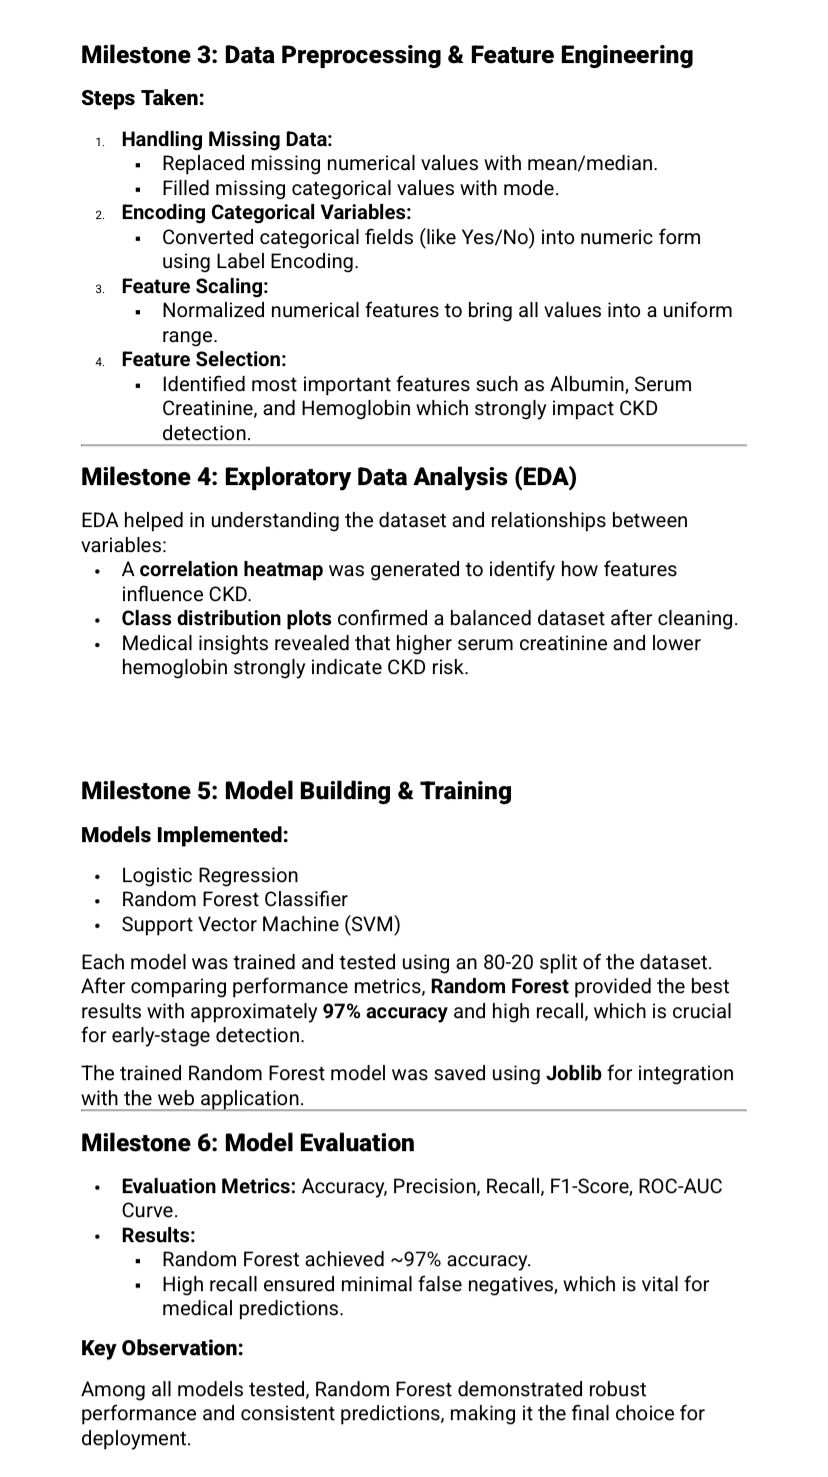 Milestone 3: Data Preprocessing & Feature Engineering
Steps Taken:
1. Handling Missing Data:
▪ Replaced missing numerical values with mean/median.
▪ Filled missing categorical values with mode.
2. Encoding Categorical Variables:
▪ Converted categorical fields (like Yes/No) into numeric form
using Label Encoding.
3. Feature Scaling:
▪ Normalized numerical features to bring all values into a uniform
range.
4. Feature Selection:
▪ Identified most important features such as Albumin, Serum
Creatinine, and Hemoglobin which strongly impact CKD
detection.
Milestone 4: Exploratory Data Analysis (EDA)
EDA helped in understanding the dataset and relationships between
variables:
• A correlation heatmap was generated to identify how features
influence CKD.
• Class distribution plots confirmed a balanced dataset after cleaning.
• Medical insights revealed that higher serum creatinine and lower
hemoglobin strongly indicate CKD risk.
Milestone 5: Model Building & Training
Models Implemented:
• Logistic Regression
• Random Forest Classifier
• Support Vector Machine (SVM)
Each model was trained and tested using an 80-20 split of the dataset.
After comparing performance metrics, Random Forest provided the best
results with approximately 97% accuracy and high recall, which is crucial
for early-stage detection.
The trained Random Forest model was saved using Joblib for integration
with the web application.
Milestone 6: Model Evaluation
• Evaluation Metrics: Accuracy, Precision, Recall, F1-Score, ROC-AUC
Curve.
• Results:
▪ Random Forest achieved ~97% accuracy.
▪ High recall ensured minimal false negatives, which is vital for
medical predictions.
Key Observation:
Among all models tested, Random Forest demonstrated robust
performance and consistent predictions, making it the final choice for
deployment.